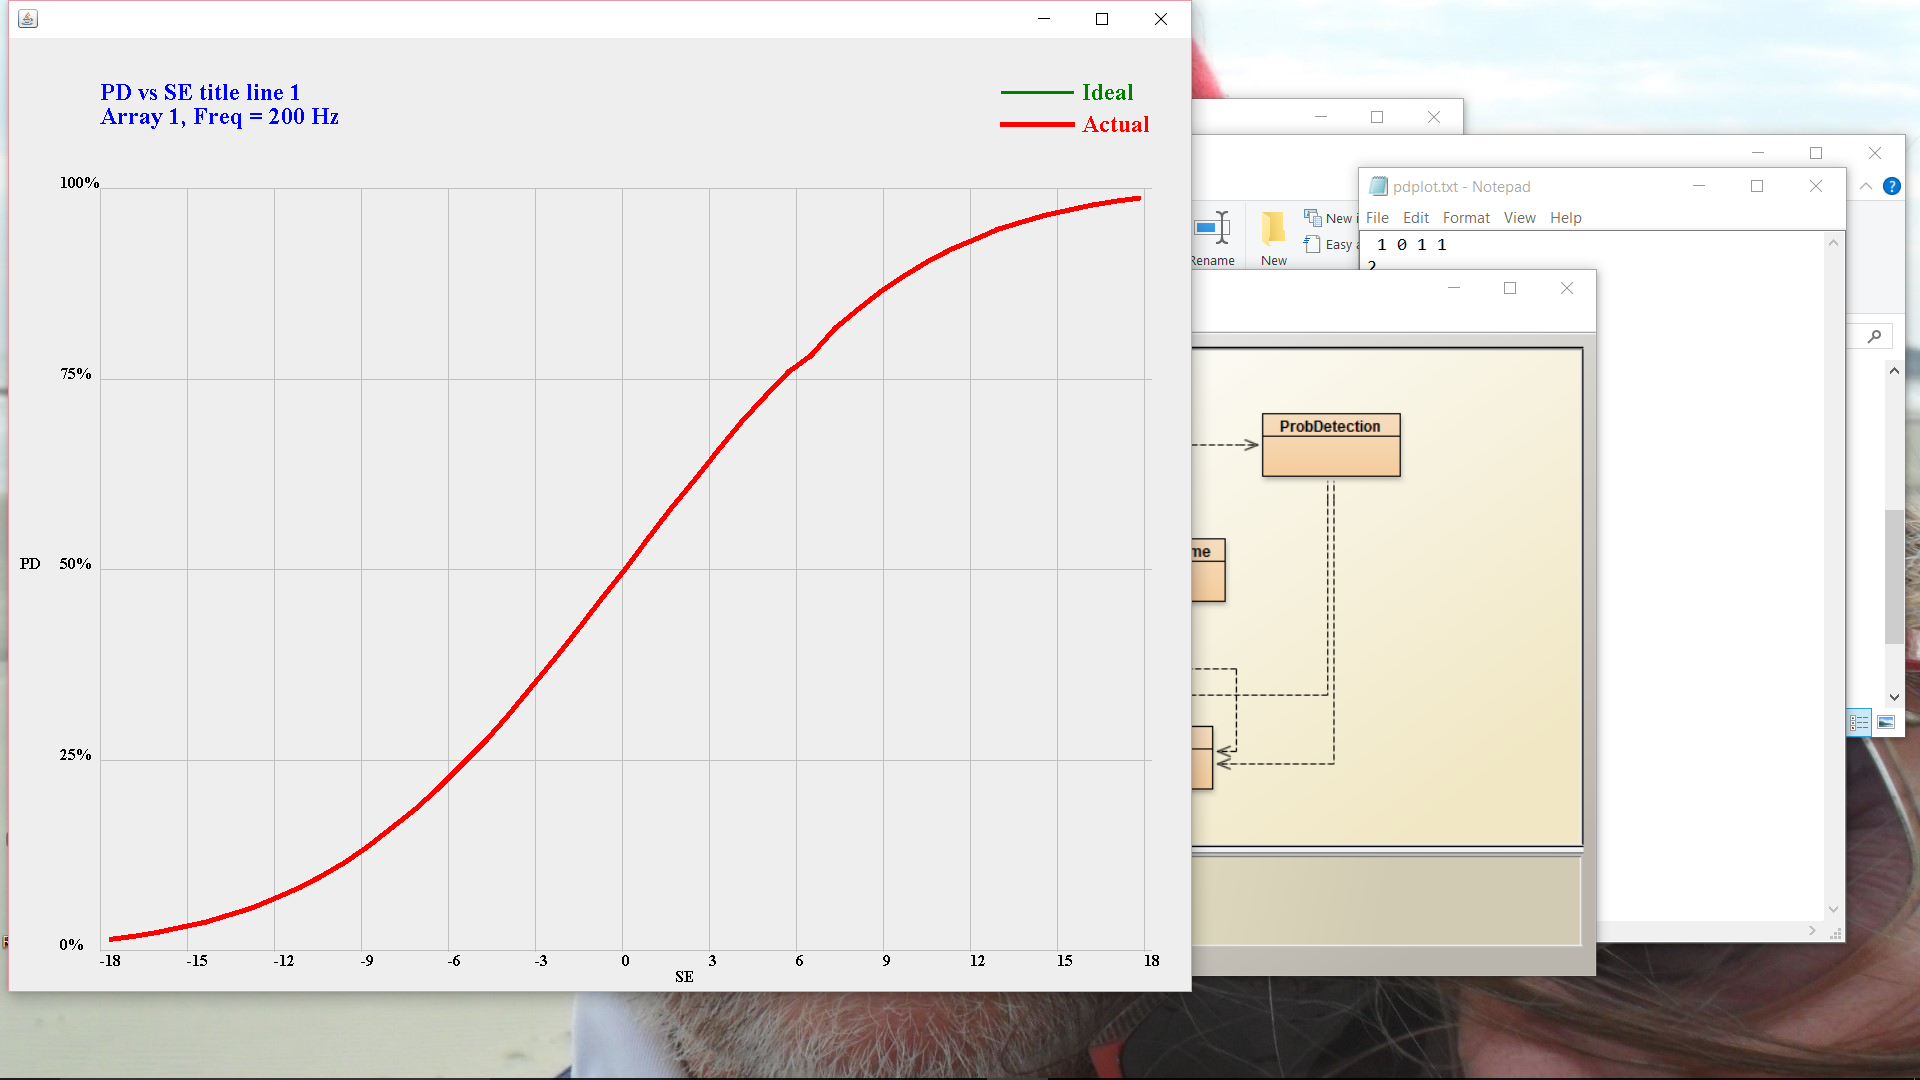 PD vs SE title line 1
Array 1, Freq = 200 Hz
Ideal
Actual
100%
75%
PD 50%
25%
0%
-18 -15 -12 -9 -6 -3 0 3 6 9 12 15 18
SE
pdplot.txt - Notepad
File Edit Format View Help
1 0 1 1
2
Rename
New
New i
Easy a
ProbDetection
me